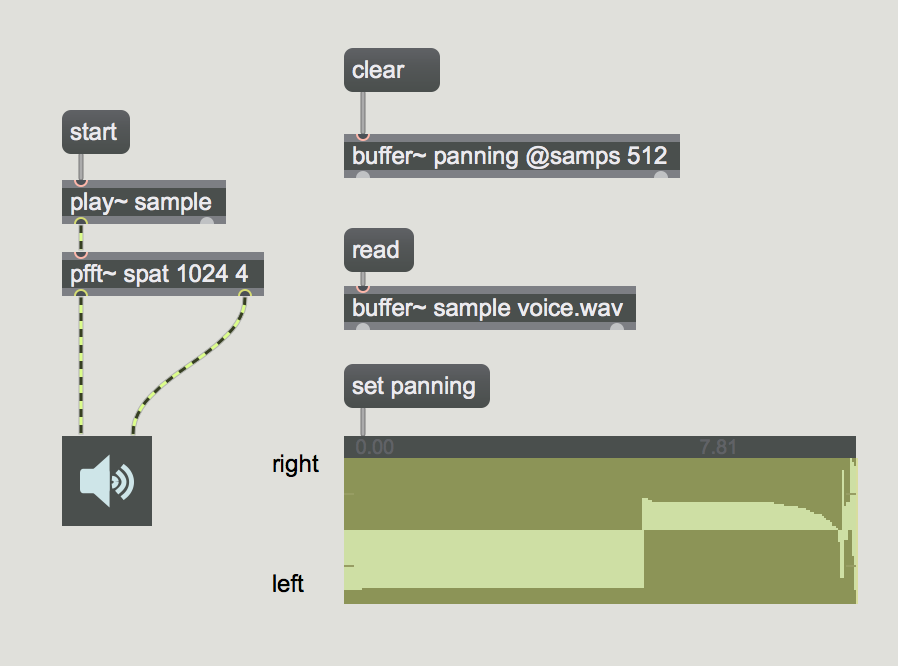 clear
start
buffer~ panning @samps 512
play~ sample
read
pfft~ spat 1024 4
buffer~ sample voice.wav
set panning
0.00 7.81
right
left